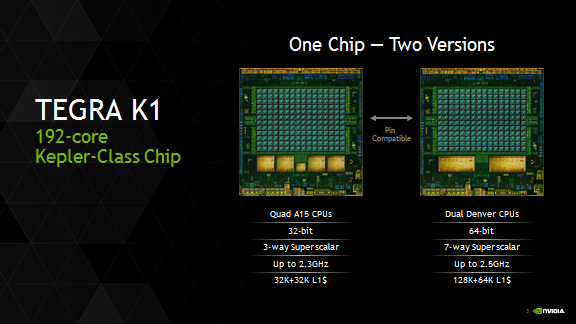 One Chip — Two Versions
TEGRA K1
192-core
Kepler-Class Chip
Pin
Compatible
Quad A15 CPUs
32-bit
3-way Superscalar
Up to 2.3GHz
32K+32K L1$
Dual Denver CPUs
64-bit
7-way Superscalar
Up to 2.5GHz
128K+64K L1$
5
NVIDIA